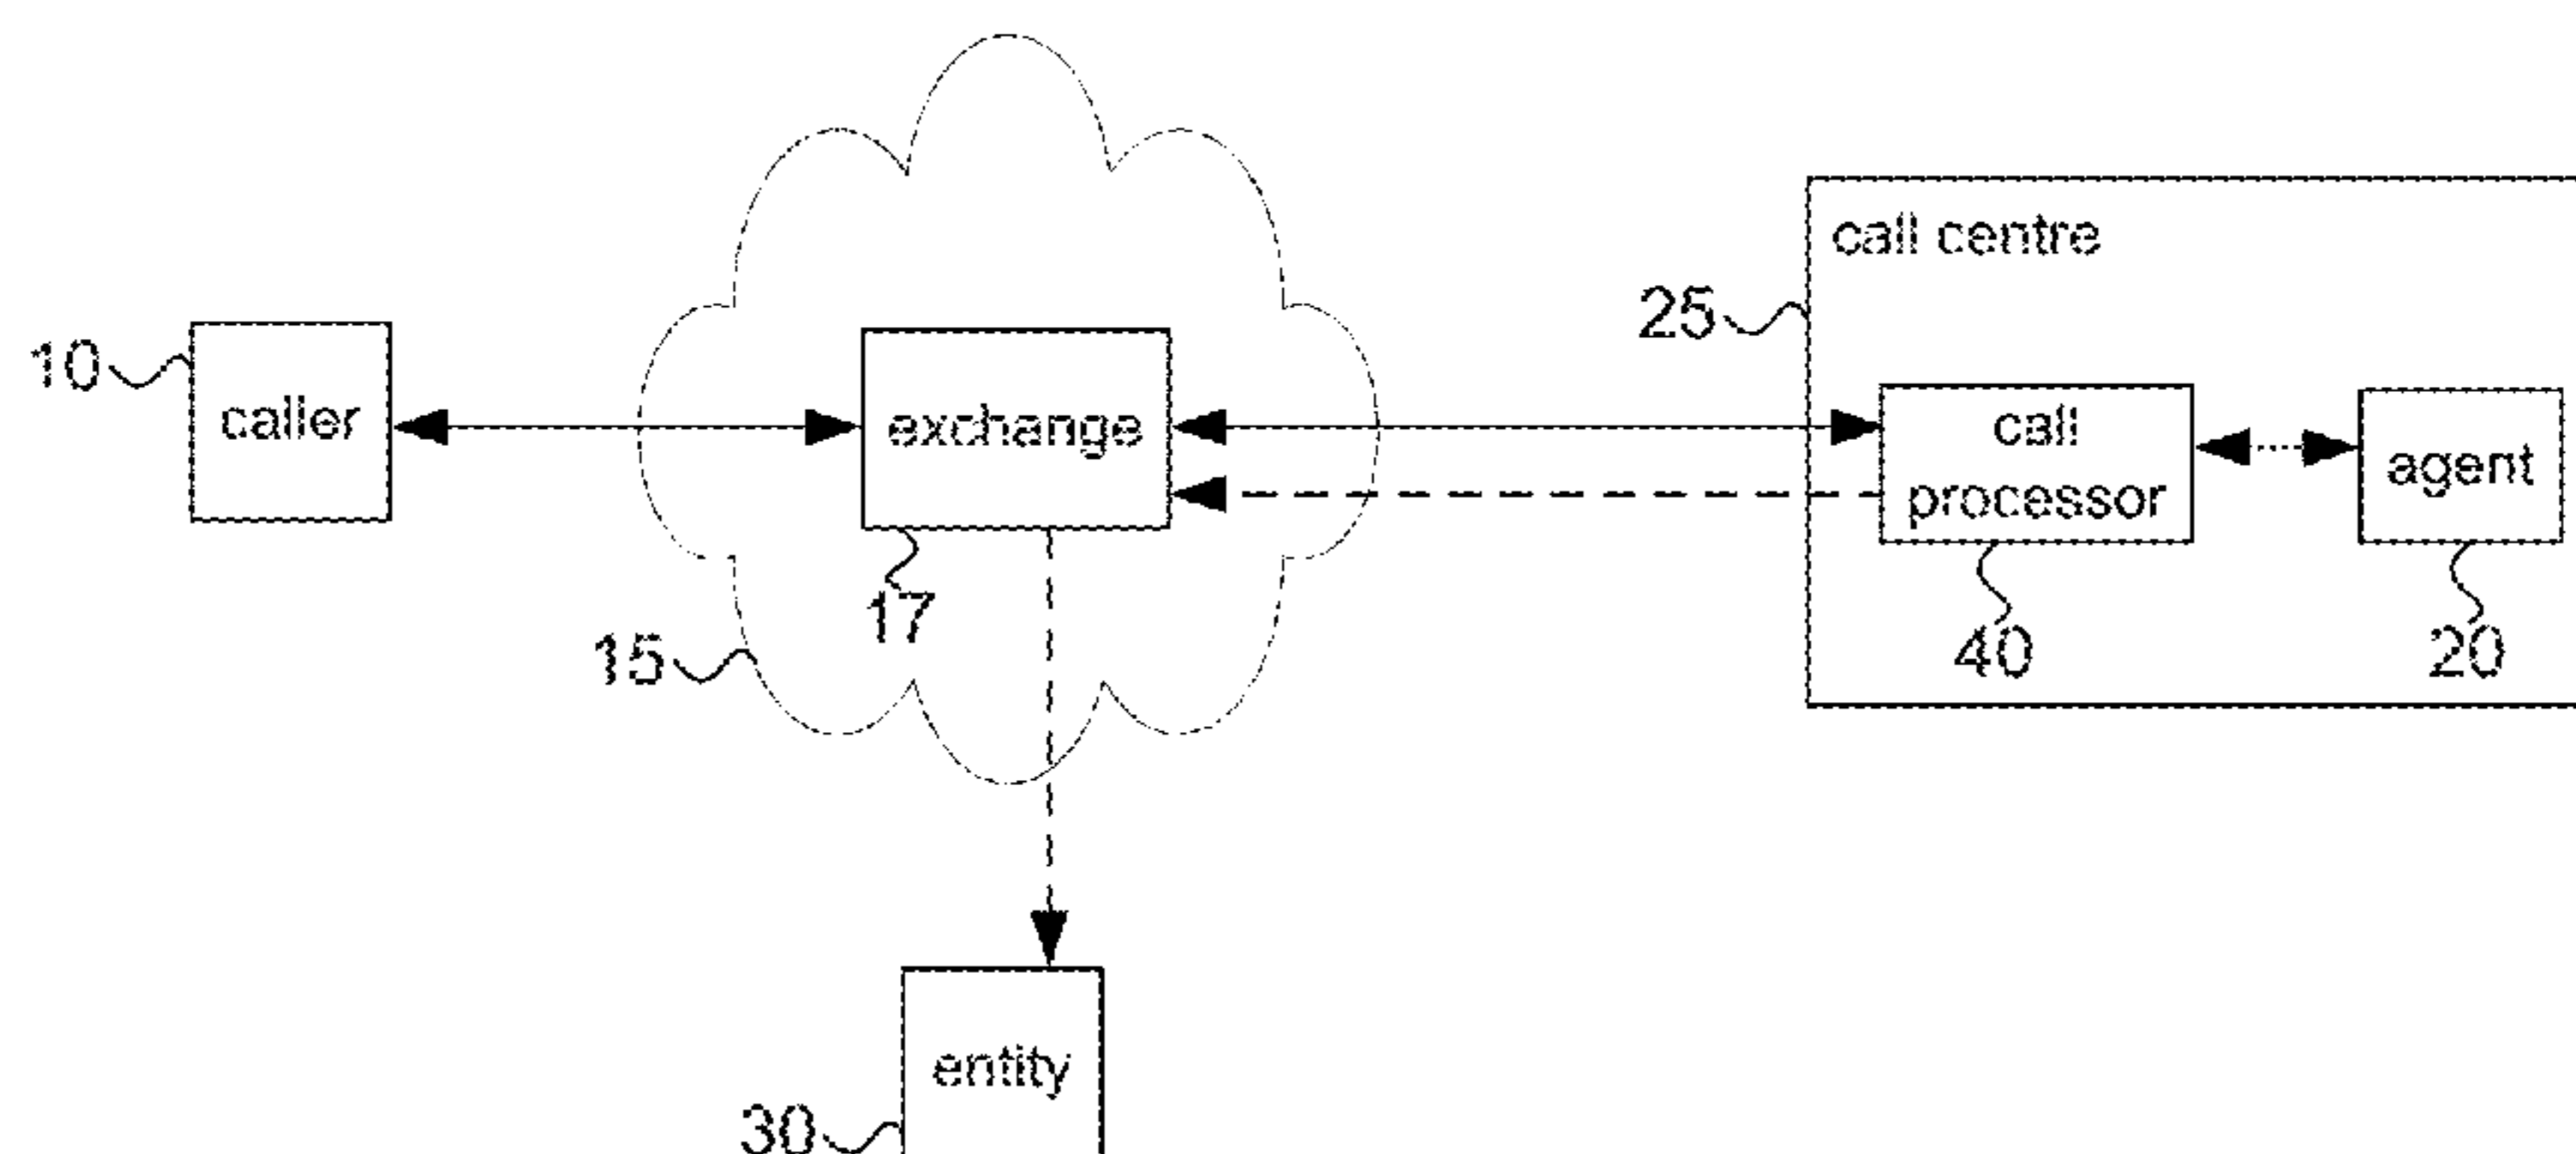 call centre
25
10
caller
exchange
call
processor
agent
17
15
40
20
entity
30